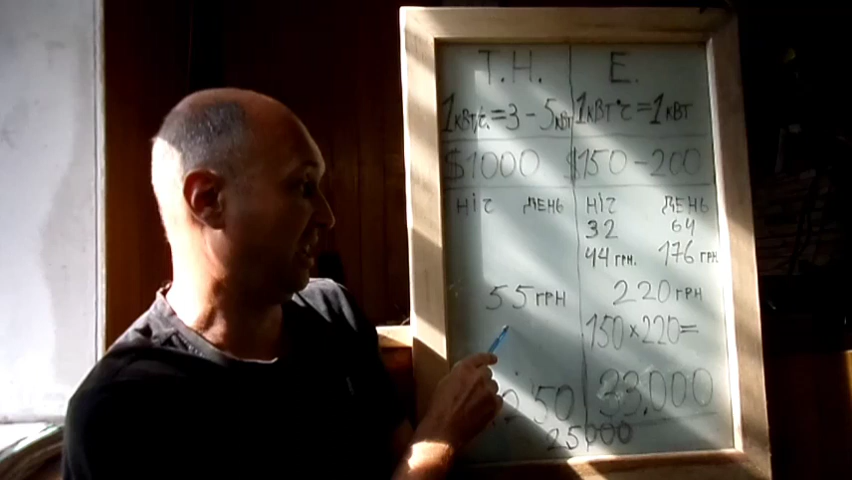 Т.Н. Е.
1кВт/с.=3-5кВт 1кВт°с=1кВт
$1000 $150-200
НІЧ ДЕНЬ НІЧ ДЕНЬ
32 64
44 ГРН. 176 ГРН
55 ГРН 220 ГРН
150×220=
250 33.000
25000